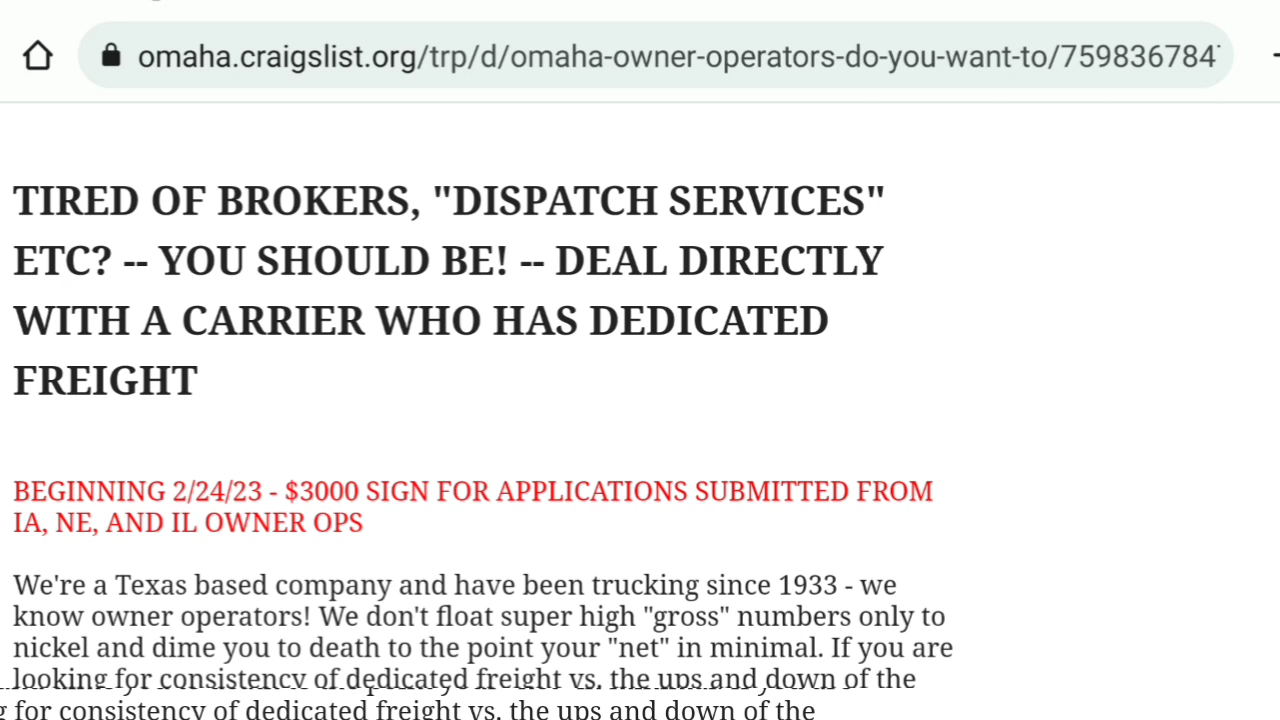 omaha.craigslist.org/trp/d/omaha-owner-operators-do-you-want-to/759836784
TIRED OF BROKERS, "DISPATCH SERVICES"
ETC? -- YOU SHOULD BE! -- DEAL DIRECTLY
WITH A CARRIER WHO HAS DEDICATED
FREIGHT
BEGINNING 2/24/23 - $3000 SIGN FOR APPLICATIONS SUBMITTED FROM
IA, NE, AND IL OWNER OPS
We're a Texas based company and have been trucking since 1933 - we
know owner operators! We don't float super high "gross" numbers only to
nickel and dime you to death to the point your "net" in minimal. If you are
looking for consistency of dedicated freight vs. the ups and down of the
g for consistency of dedicated freight vs. the ups and down of the